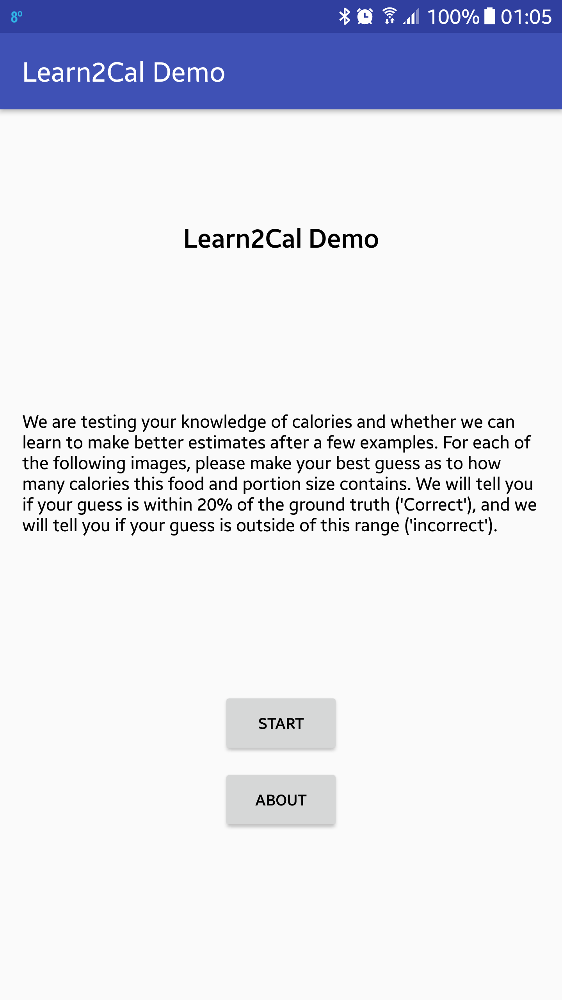 8°
100% 01:05
Learn2Cal Demo
Learn2Cal Demo
We are testing your knowledge of calories and whether we can
learn to make better estimates after a few examples. For each of
the following images, please make your best guess as to how
many calories this food and portion size contains. We will tell you
if your guess is within 20% of the ground truth ('Correct'), and we
will tell you if your guess is outside of this range ('incorrect').
START
ABOUT